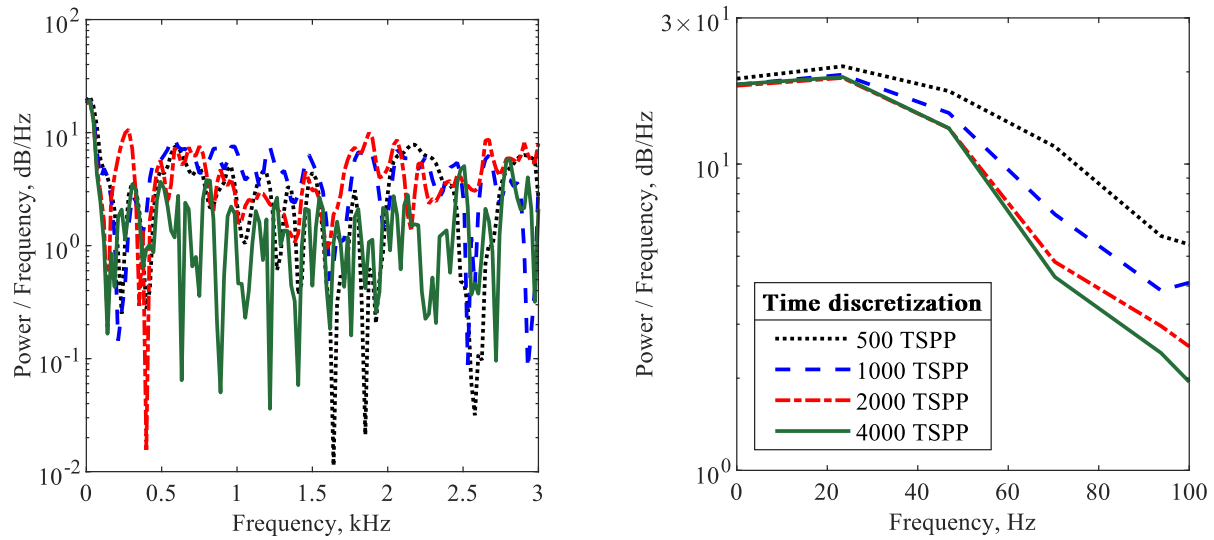 10^2
10^1
10^0
10^-1
10^-2
Power / Frequency, dB/Hz
0
0.5
1
1.5
2
2.5
3
Frequency, kHz
3 × 10^1
10^1
10^0
Power / Frequency, dB/Hz
Time discretization
500 TSPP
1000 TSPP
2000 TSPP
4000 TSPP
0
20
40
60
80
100
Frequency, Hz